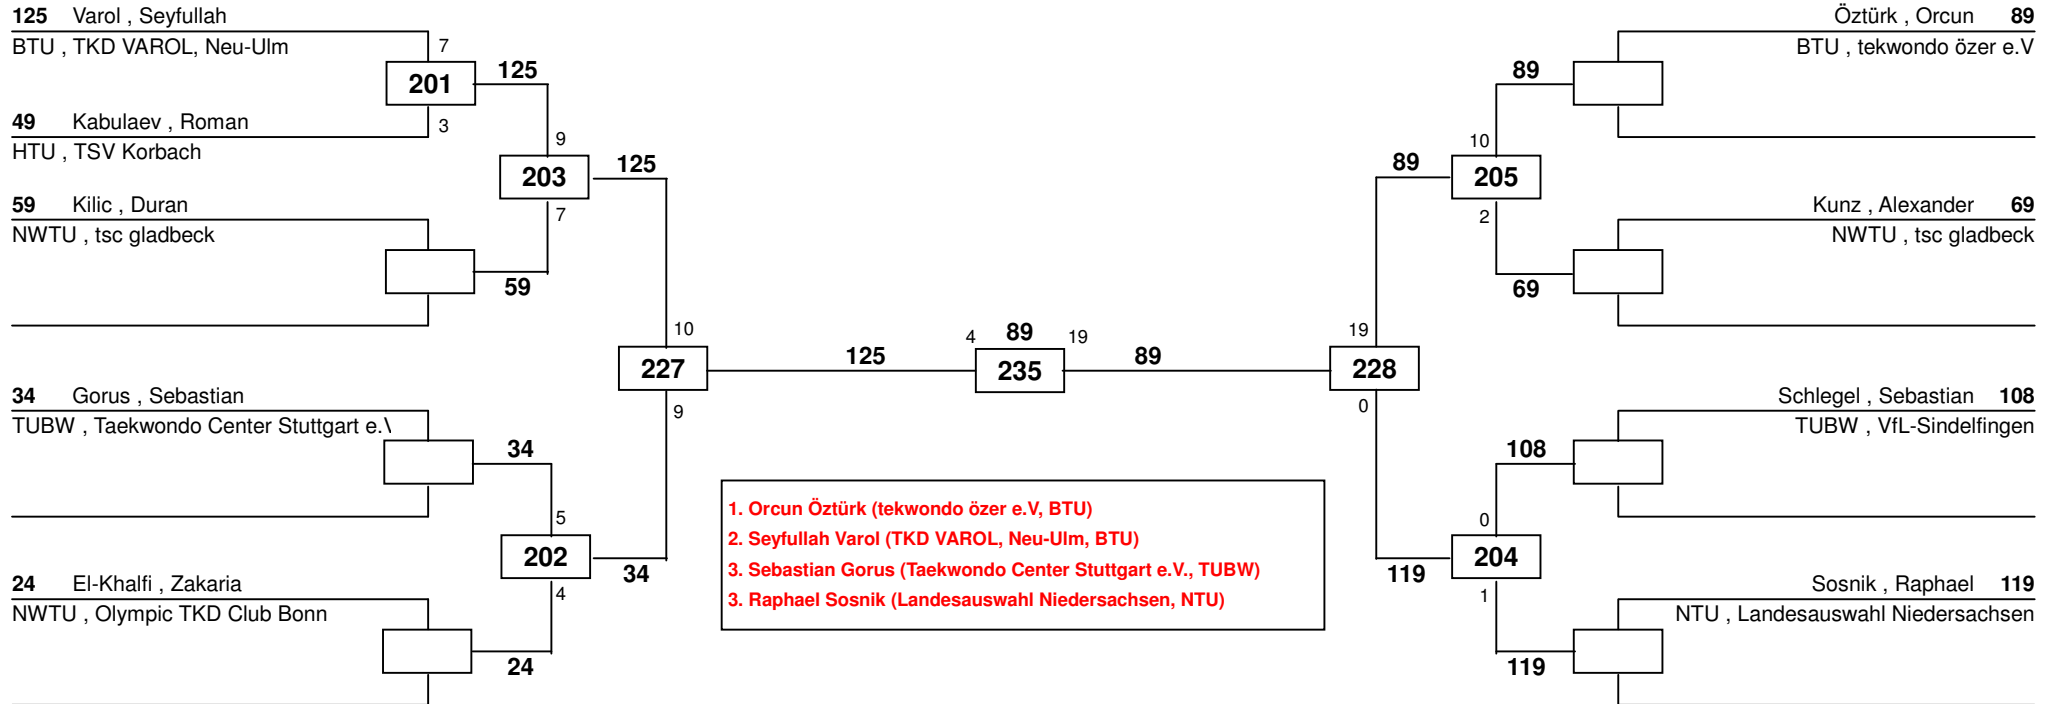 125 Varol , Seyfullah
BTU , TKD VAROL, Neu-Ulm
7
201
125
49 Kabulaev , Roman
3
HTU , TSV Korbach
9
203
125
59 Kilic , Duran
7
NWTU , tsc gladbeck
59
10
227
125
9
34 Gorus , Sebastian
TUBW , Taekwondo Center Stuttgart e.V
34
5
202
34
24 El-Khalfi , Zakaria
4
NWTU , Olympic TKD Club Bonn
24
4 89 19
235
89
1. Orcun Öztürk (tekwondo özer e.V, BTU)
2. Seyfullah Varol (TKD VAROL, Neu-Ulm, BTU)
3. Sebastian Gorus (Taekwondo Center Stuttgart e.V., TUBW)
3. Raphael Sosnik (Landesauswahl Niedersachsen, NTU)
Öztürk , Orcun 89
BTU , tekwondo özer e.V
89
10
89
205
2
Kunz , Alexander 69
NWTU , tsc gladbeck
69
19
228
0
Schlegel , Sebastian 108
TUBW , VfL-Sindelfingen
108
0
204
119
1
Sosnik , Raphael 119
NTU , Landesauswahl Niedersachsen
119